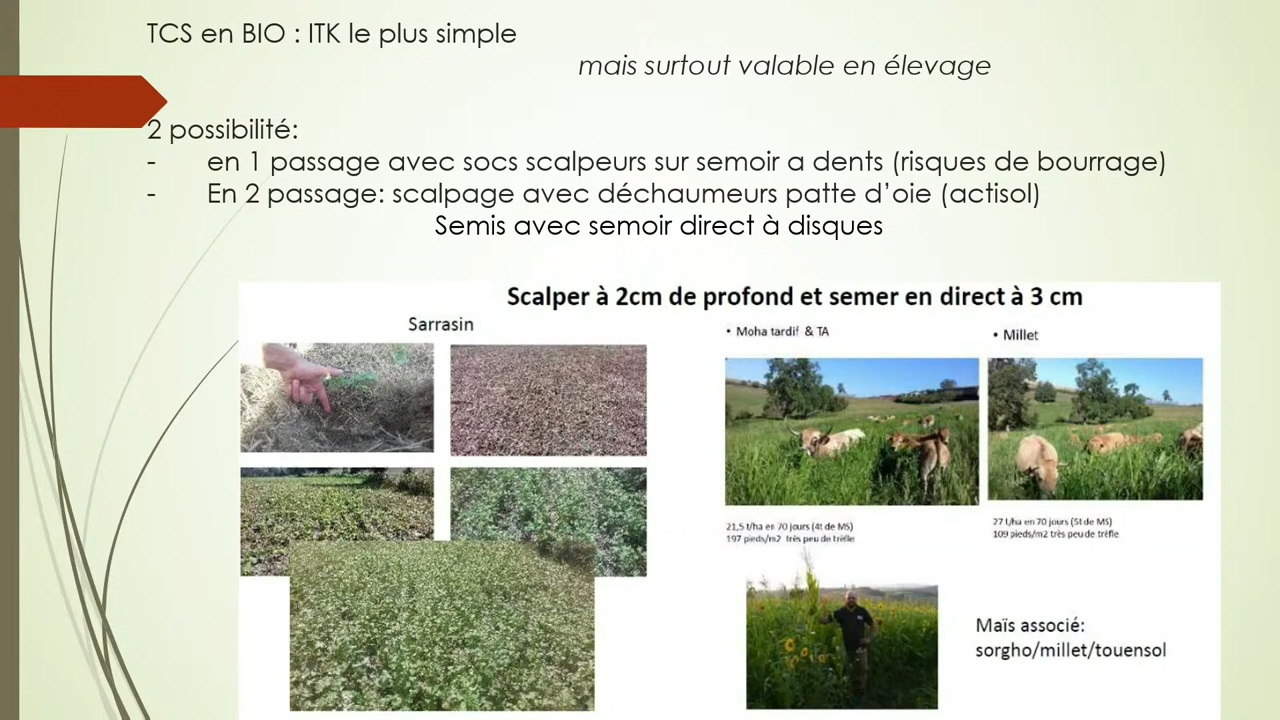 TCS en BIO : ITK le plus simple
mais surtout valable en élevage
2 possibilité:
- en 1 passage avec socs scalpeurs sur semoir a dents (risques de bourrage)
- En 2 passage: scalpage avec déchaumeurs patte d'oie (actisol)
Semis avec semoir direct à disques
Scalper à 2cm de profond et semer en direct à 3 cm
Sarrasin
• Moha tardif & TA
• Millet
21,5 t/ha en 70 jours (4t de MS)
197 pieds/m2 très peu de trèfle
27 t/ha en 70 jours (5t de MS)
109 pieds/m2 très peu de trèfle
Maïs associé:
sorgho/millet/touensol